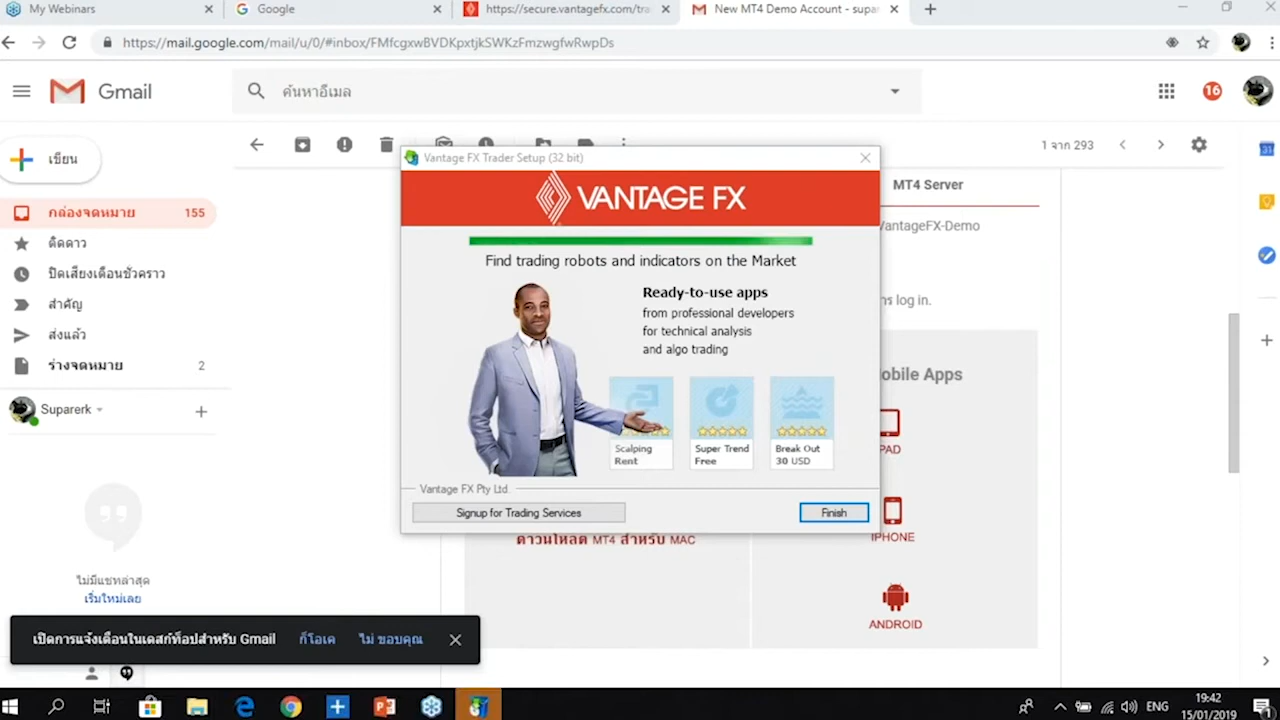 My Webinars
Google
https://secure.vantagefx.com/tra
New MT4 Demo Account - supa
https://mail.google.com/mail/u/0/#inbox/FMfcgxwBVDKpxtjkSWKzFmzwgfwRwpDs
Gmail
ค้นหาอีเมล
16
เขียน
1 จาก 293
31
กล่องจดหมาย 155
ติดดาว
ปิดเสียงเตือนชั่วคราว
สำคัญ
ส่งแล้ว
ร่างจดหมาย 2
Suparerk
ไม่มีแชทล่าสุด
เริ่มใหม่เลย
Vantage FX Trader Setup (32 bit)
VANTAGE FX
Find trading robots and indicators on the Market
Ready-to-use apps
from professional developers
for technical analysis
and algo trading
Scalping
Rent
Super Trend
Free
Break Out
30 USD
Vantage FX Pty Ltd.
Signup for Trading Services
Finish
MT4 Server
VantageFX-Demo
log in.
obile Apps
PAD
IPHONE
ANDROID
ดาวน์โหลด MT4 สำหรับ MAC
เปิดการแจ้งเตือนในเดสก์ท็อปสำหรับ Gmail ก็โอเค ไม่ ขอบคุณ
ENG
19:42
15/01/2019